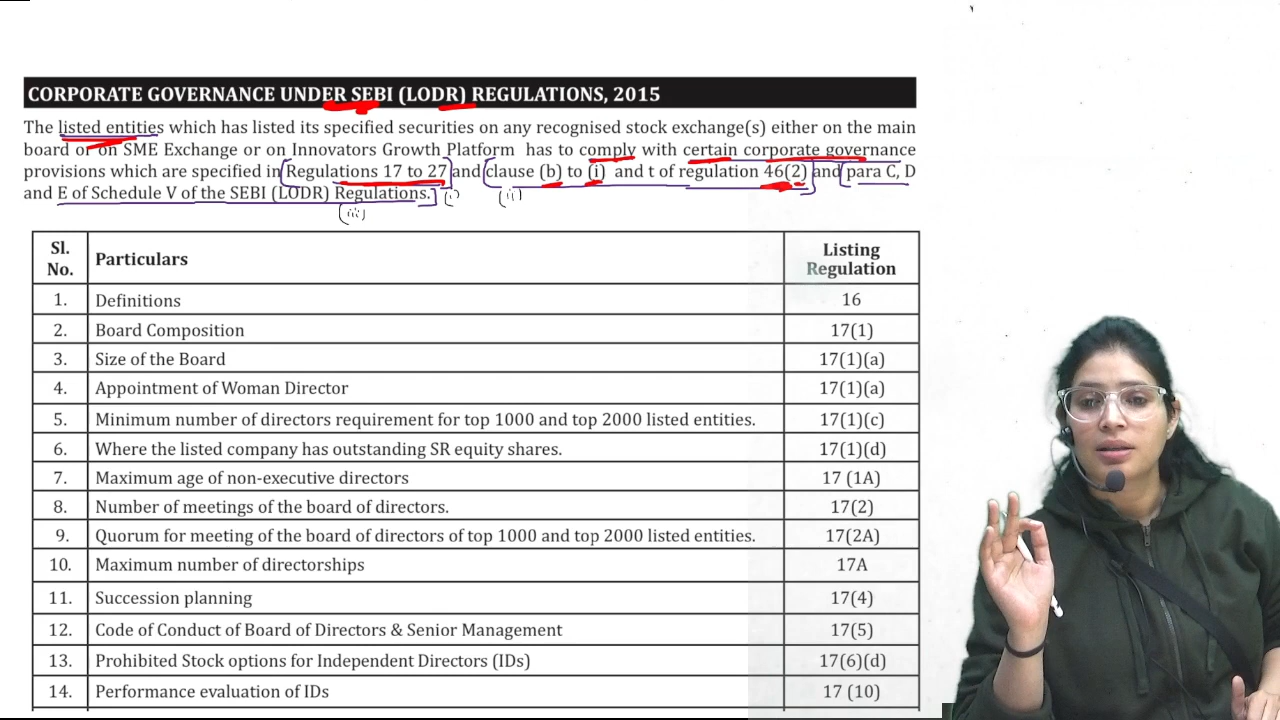 CORPORATE GOVERNANCE UNDER SEBI (LODR) REGULATIONS, 2015
The listed entities which has listed its specified securities on any recognised stock exchange(s) either on the main
board or on SME Exchange or on Innovators Growth Platform has to comply with certain corporate governance
provisions which are specified in Regulations 17 to 27 and clause (b) to (i) and t of regulation 46(2) and para C, D
and E of Schedule V of the SEBI (LODR) Regulations.
(i) (ii)
(iii)
Sl. No. Particulars Listing Regulation
1. Definitions 16
2. Board Composition 17(1)
3. Size of the Board 17(1)(a)
4. Appointment of Woman Director 17(1)(a)
5. Minimum number of directors requirement for top 1000 and top 2000 listed entities. 17(1)(c)
6. Where the listed company has outstanding SR equity shares. 17(1)(d)
7. Maximum age of non-executive directors 17 (1A)
8. Number of meetings of the board of directors. 17(2)
9. Quorum for meeting of the board of directors of top 1000 and top 2000 listed entities. 17(2A)
10. Maximum number of directorships 17A
11. Succession planning 17(4)
12. Code of Conduct of Board of Directors & Senior Management 17(5)
13. Prohibited Stock options for Independent Directors (IDs) 17(6)(d)
14. Performance evaluation of IDs 17 (10)